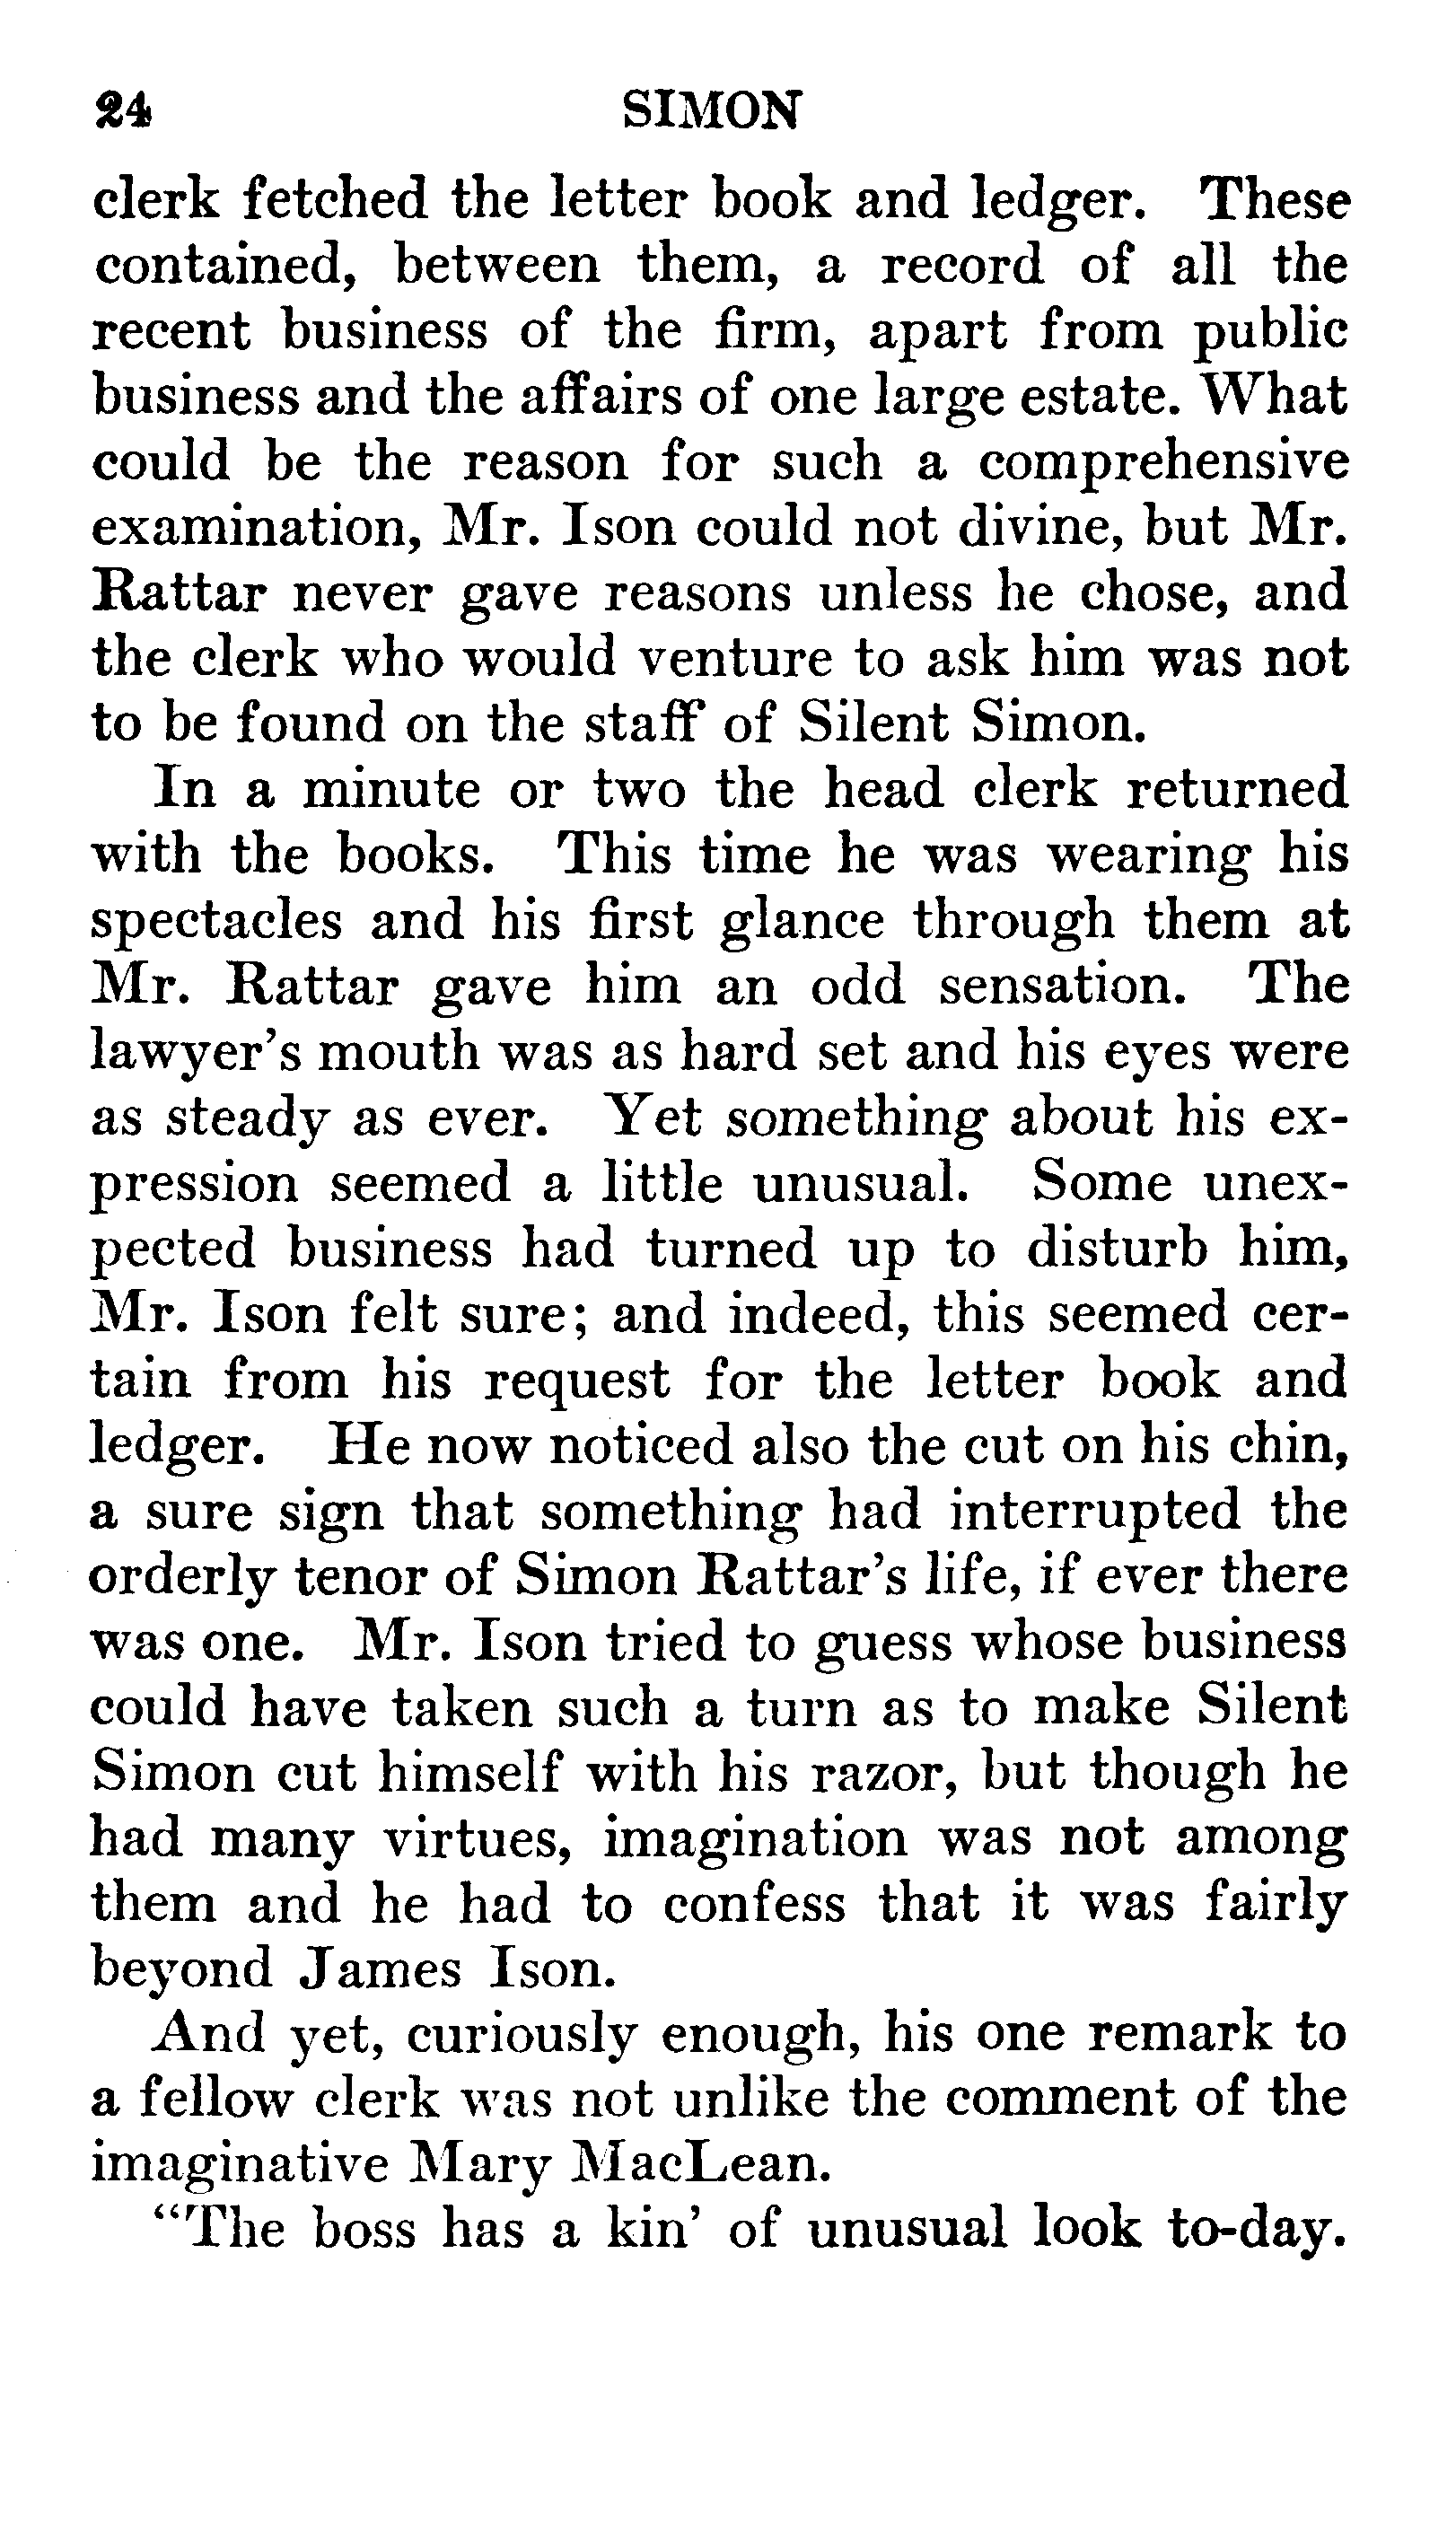 24 SIMON
clerk fetched the letter book and ledger. These
contained, between them, a record of all the
recent business of the firm, apart from public
business and the affairs of one large estate. What
could be the reason for such a comprehensive
examination, Mr. Ison could not divine, but Mr.
Rattar never gave reasons unless he chose, and
the clerk who would venture to ask him was not
to be found on the staff of Silent Simon.
In a minute or two the head clerk returned
with the books. This time he was wearing his
spectacles and his first glance through them at
Mr. Rattar gave him an odd sensation. The
lawyer's mouth was as hard set and his eyes were
as steady as ever. Yet something about his ex-
pression seemed a little unusual. Some unex-
pected business had turned up to disturb him,
Mr. Ison felt sure; and indeed, this seemed cer-
tain from his request for the letter book and
ledger. He now noticed also the cut on his chin,
a sure sign that something had interrupted the
orderly tenor of Simon Rattar's life, if ever there
was one. Mr. Ison tried to guess whose business
could have taken such a turn as to make Silent
Simon cut himself with his razor, but though he
had many virtues, imagination was not among
them and he had to confess that it was fairly
beyond James Ison.
And yet, curiously enough, his one remark to
a fellow clerk was not unlike the comment of the
imaginative Mary MacLean.
"The boss has a kin' of unusual look to-day.